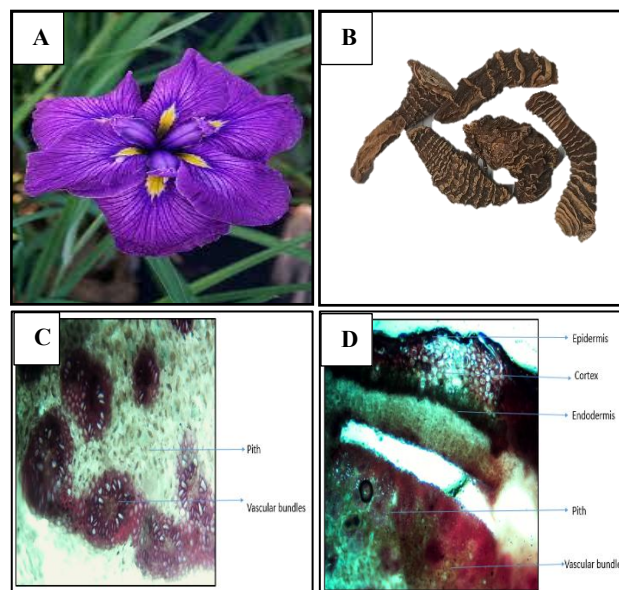 A
B
C
Pith
Vascular bundles
D
Epidermis
Cortex
Endodermis
Pith
Vascular bundle